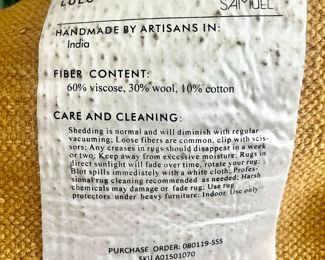 LULU
SAMUEL
HANDMADE BY ARTISANS IN:
India
FIBER CONTENT:
60% viscose, 30% wool, 10% cotton
CARE AND CLEANING:
Shedding is normal and will diminish with regular
vacuuming; Loose fibers are common, clip with scis-
sors; Any creases in rugs should disappear in a week
or two; Keep away from excessive moisture; Rugs in
direct sunlight will fade over time, rotate your rug;
Blot spills immediately with a white cloth; Profes-
sional rug cleaning recommended as needed; Harsh
chemicals may damage or fade rug; Use rug
protectors under heavy furniture; Indoor Use only
PURCHASE ORDER: 080119-SSS
SKU A01501070